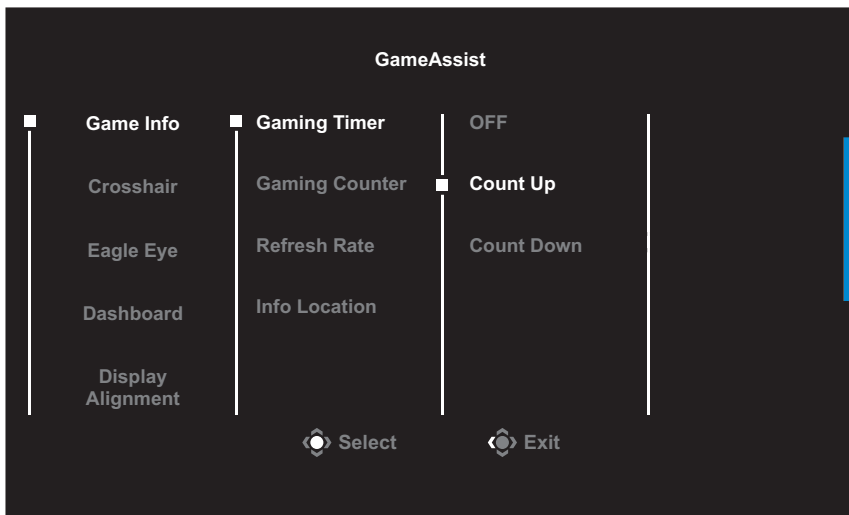 GameAssist
Game Info
Crosshair
Eagle Eye
Dashboard
Display
Alignment
Gaming Timer
Gaming Counter
Refresh Rate
Info Location
OFF
Count Up
Count Down
Select
Exit